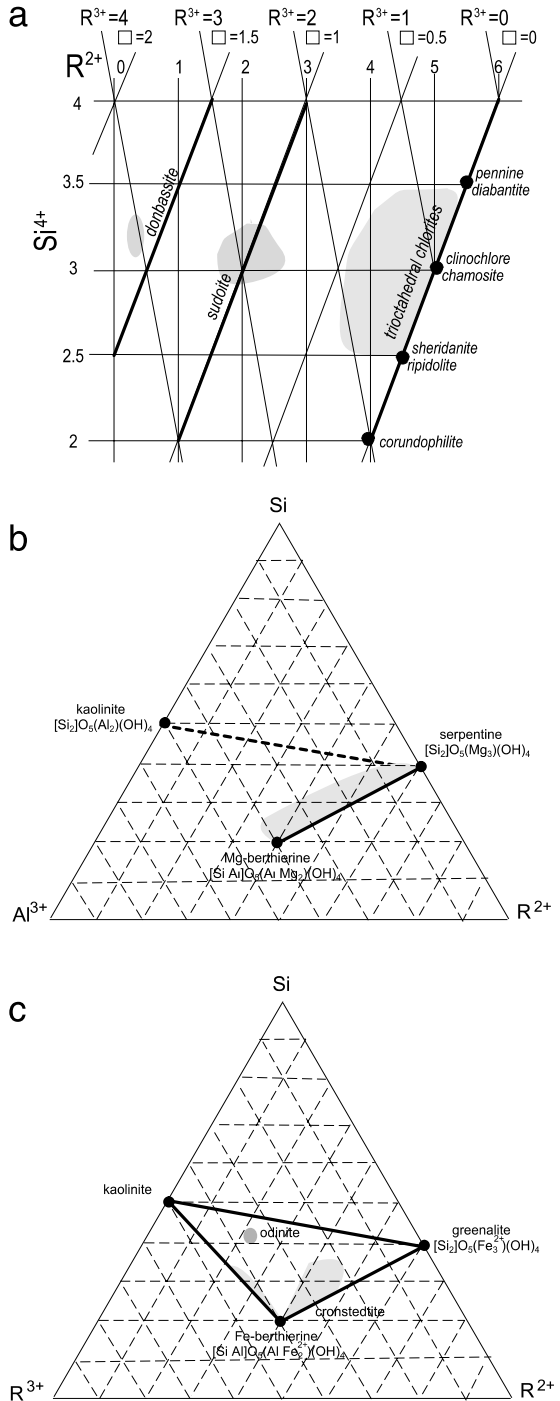 a
R³⁺=4 R³⁺=3 R³⁺=2 R³⁺=1 R³⁺=0
□=2 □=1.5 □=1 □=0.5 □=0
R²⁺ 0 1 2 3 4 5 6
4
3.5
3
2.5
2
Si⁴⁺
donbassite
sudoite
trioctahedral chlorites
pennine
diabantite
clinochlore
chamosite
sheridanite
ripidolite
corundophilite
b
Si
kaolinite
[Si₂]O₅(Al₂)(OH)₄
serpentine
[Si₂]O₅(Mg₃)(OH)₄
Mg-berthierine
[Si Al]O₅(Al Mg₂)(OH)₄
Al³⁺ R²⁺
c
Si
kaolinite
odinite
greenalite
[Si₂]O₅(Fe₃²⁺)(OH)₄
cronstedtite
Fe-berthierine
[Si Al]O₅(Al Fe₂²⁺)(OH)₄
R³⁺ R²⁺